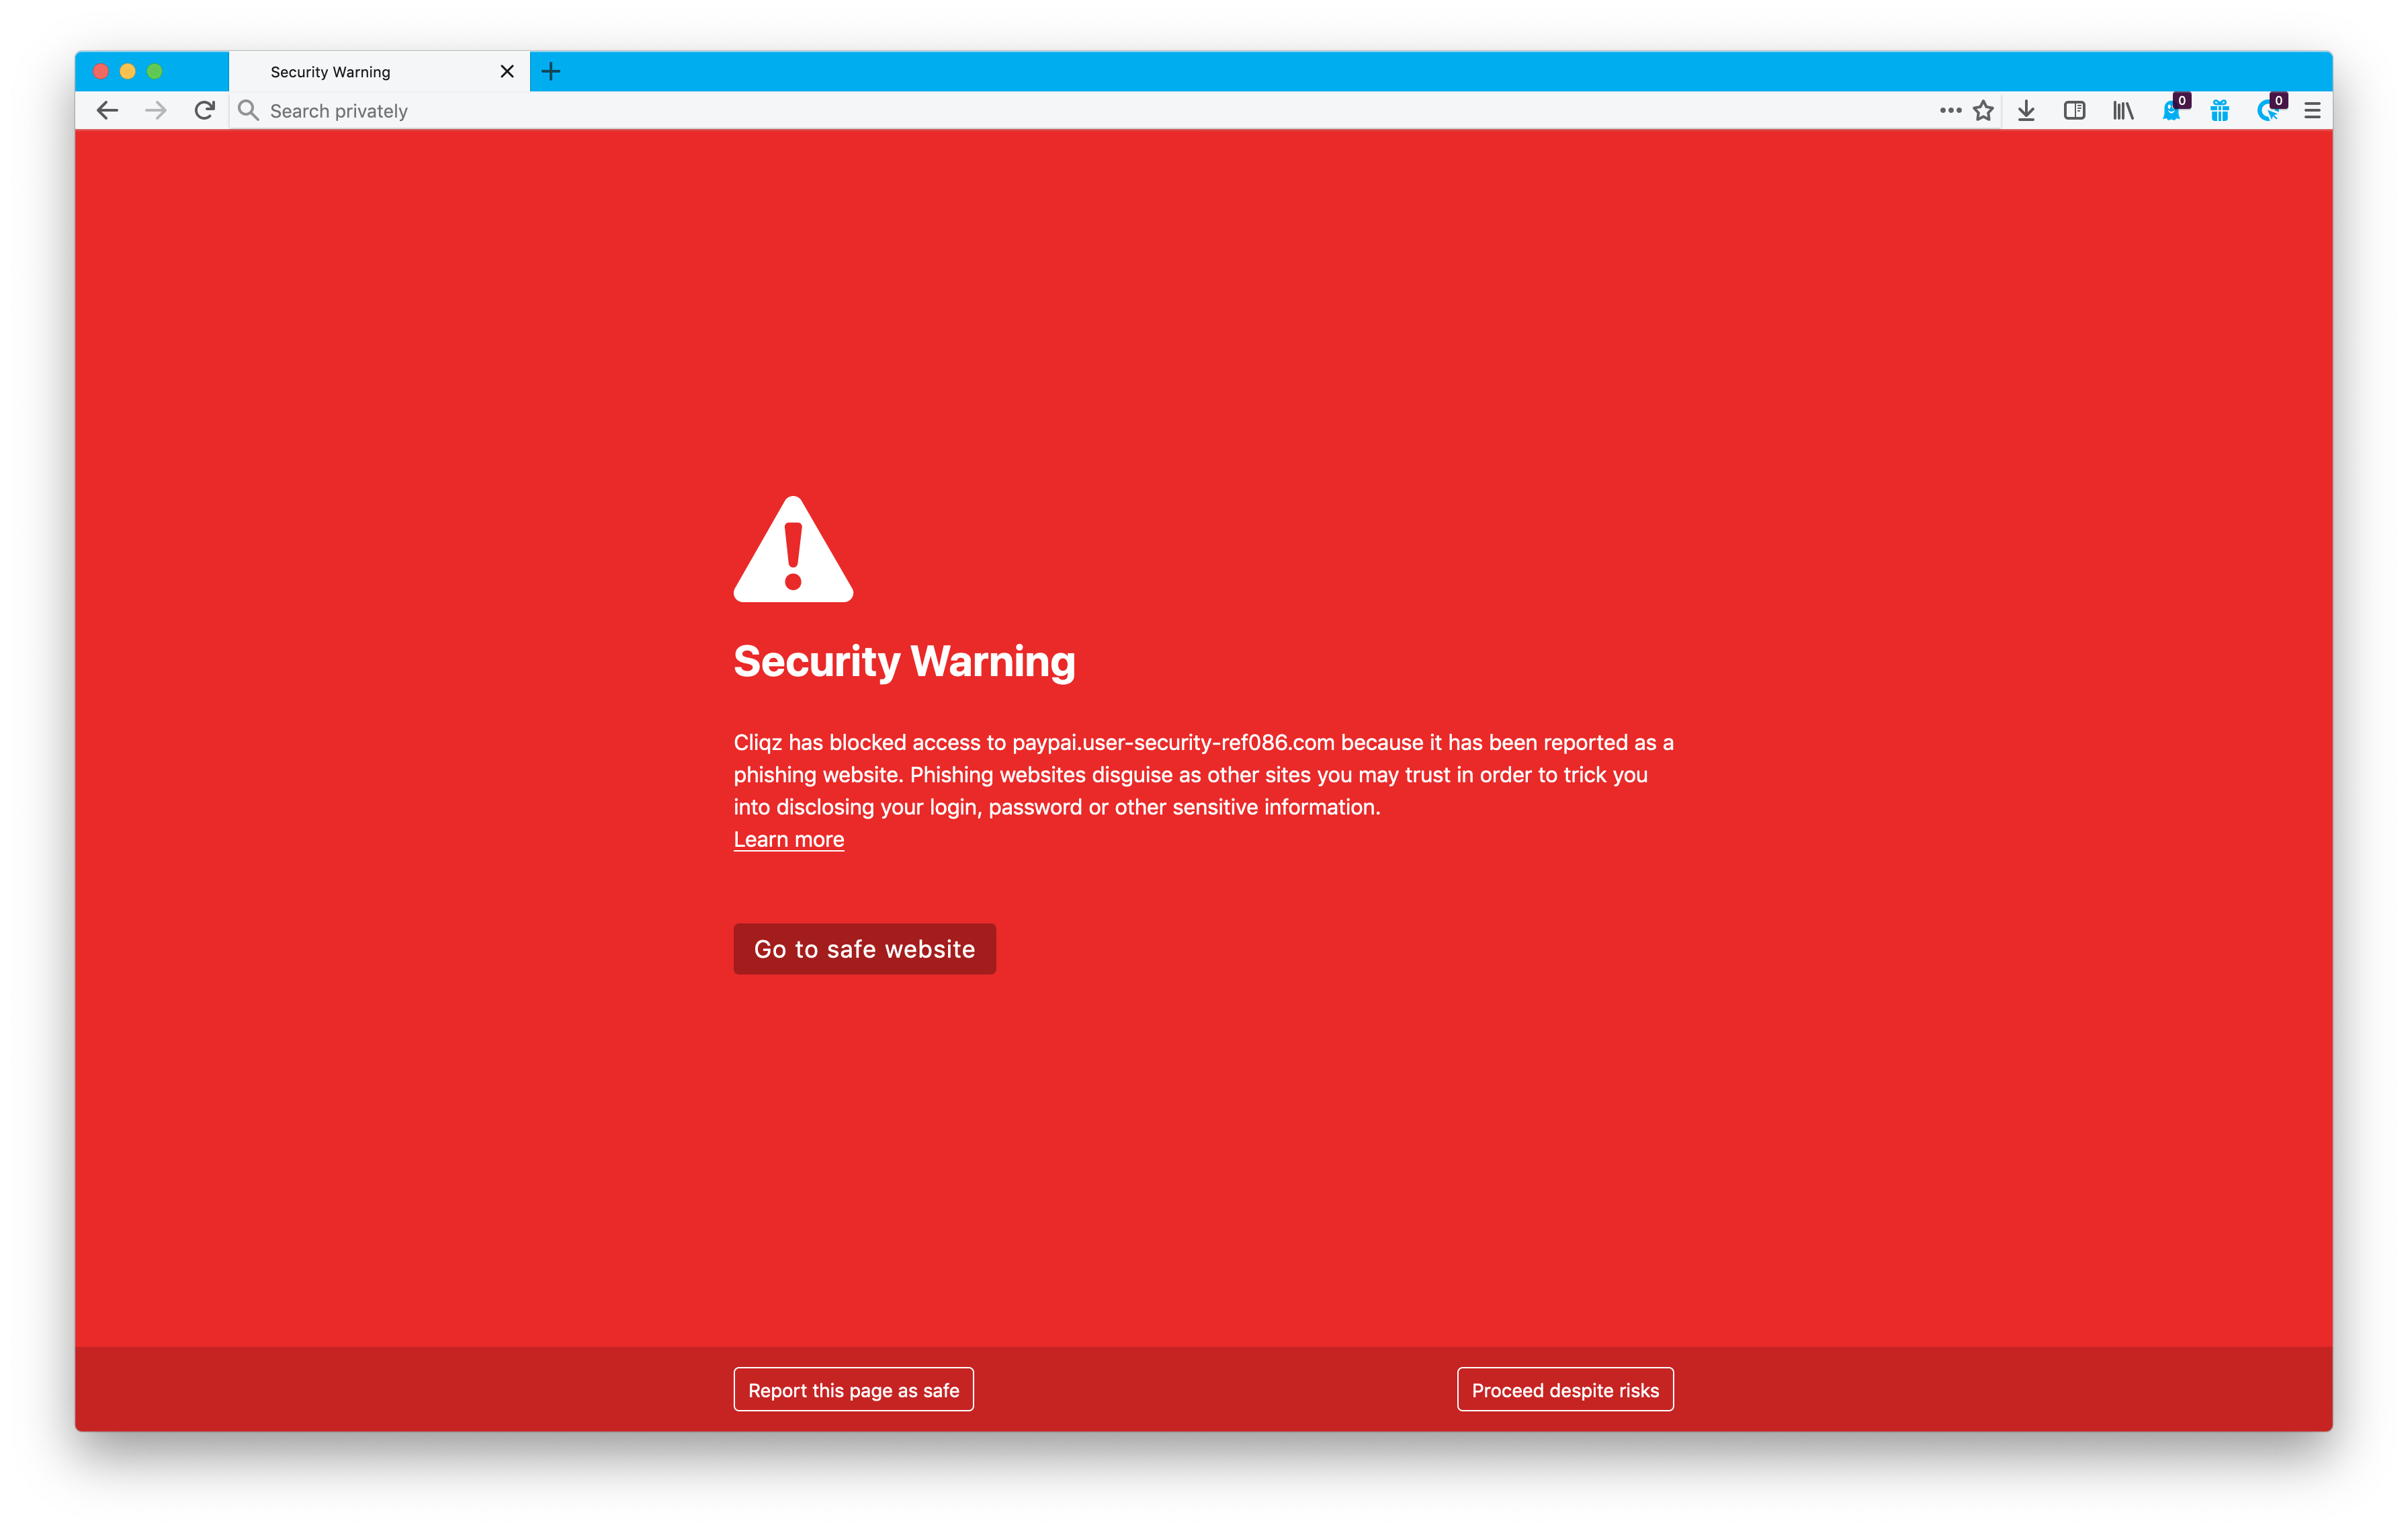 Security Warning
Search privately
0
0
Security Warning
Cliqz has blocked access to paypai.user-security-ref086.com because it has been reported as a
phishing website. Phishing websites disguise as other sites you may trust in order to trick you
into disclosing your login, password or other sensitive information.
Learn more
Go to safe website
Report this page as safe
Proceed despite risks